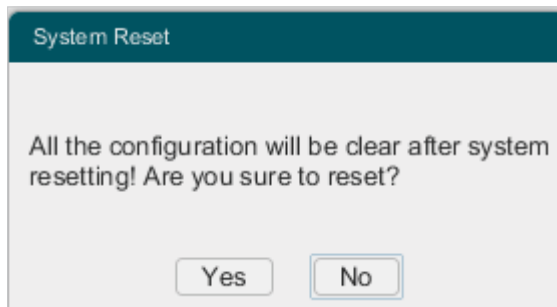 System Reset
All the configuration will be clear after system
resetting! Are you sure to reset?
Yes No